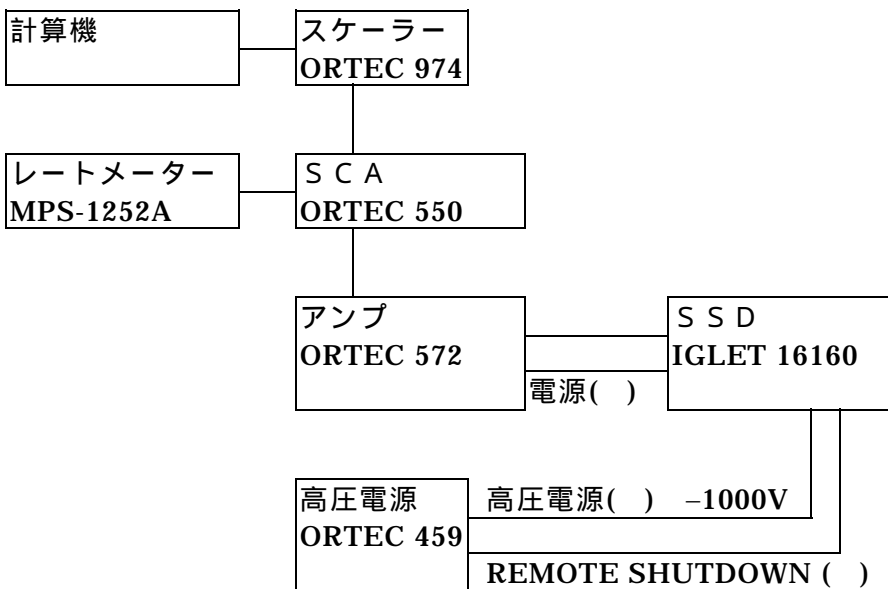 計算機
スケーラー
ORTEC 974
レートメーター
MPS-1252A
ＳＣＡ
ORTEC 550
アンプ
ORTEC 572
ＳＳＤ
IGLET 16160
電源(　)
高圧電源
ORTEC 459
高圧電源(　) –1000V
REMOTE SHUTDOWN (　)